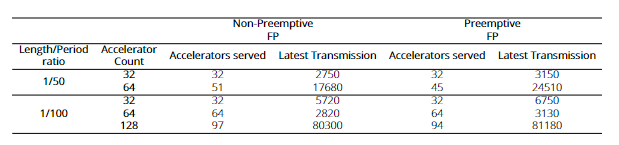 Non-Preemptive Preemptive
FP FP
Length/Period ratio Accelerator Count Accelerators served Latest Transmission Accelerators served Latest Transmission
1/50 32 32 2750 32 3150
64 51 17680 45 24510
1/100 32 32 5720 32 6750
64 64 2820 64 3130
128 97 80300 94 81180